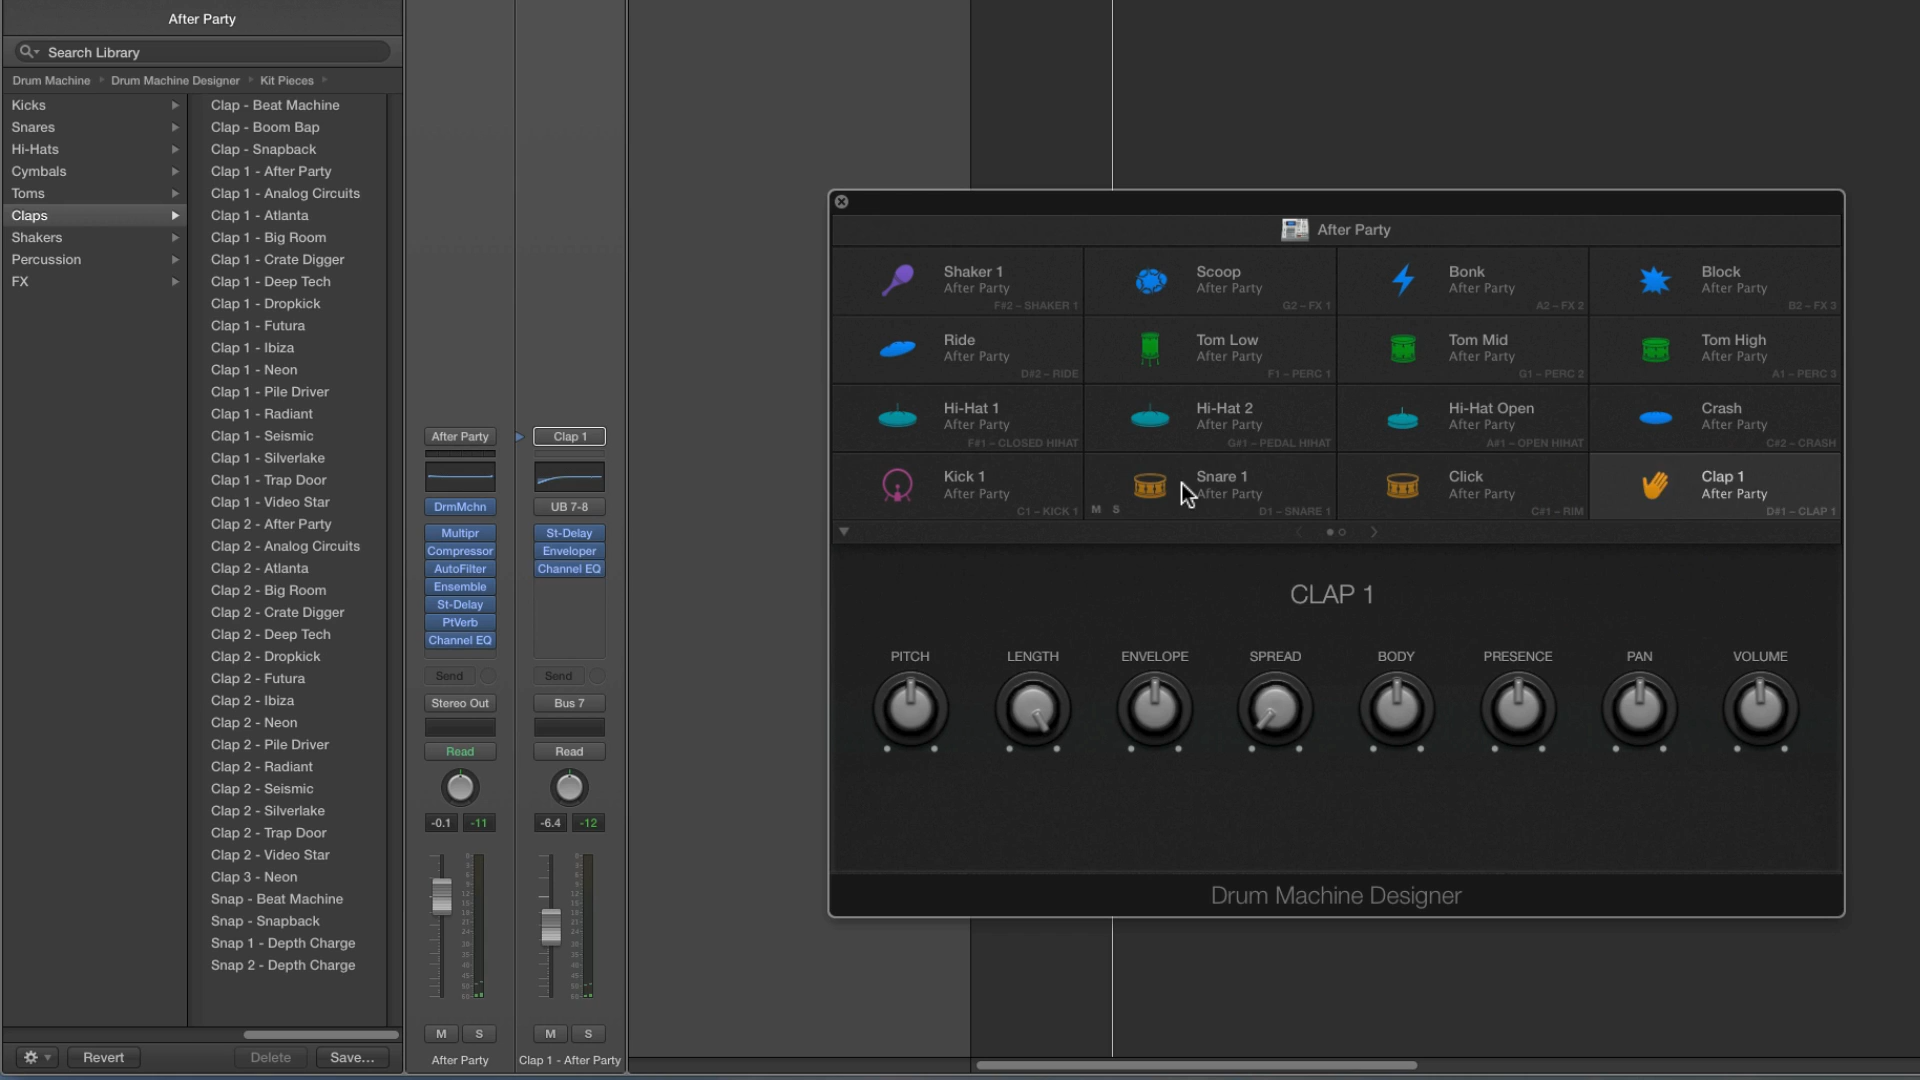 After Party
Search Library
Drum Machine
Drum Machine Designer
Kit Pieces
Kicks
Snares
Hi-Hats
Cymbals
Toms
Claps
Shakers
Percussion
FX
Clap - Beat Machine
Clap - Boom Bap
Clap - Snapback
Clap 1 - After Party
Clap 1 - Analog Circuits
Clap 1 - Atlanta
Clap 1 - Big Room
Clap 1 - Crate Digger
Clap 1 - Deep Tech
Clap 1 - Dropkick
Clap 1 - Futura
Clap 1 - Ibiza
Clap 1 - Neon
Clap 1 - Pile Driver
Clap 1 - Radiant
Clap 1 - Seismic
Clap 1 - Silverlake
Clap 1 - Trap Door
Clap 1 - Video Star
Clap 2 - After Party
Clap 2 - Analog Circuits
Clap 2 - Atlanta
Clap 2 - Big Room
Clap 2 - Crate Digger
Clap 2 - Deep Tech
Clap 2 - Dropkick
Clap 2 - Futura
Clap 2 - Ibiza
Clap 2 - Neon
Clap 2 - Pile Driver
Clap 2 - Radiant
Clap 2 - Seismic
Clap 2 - Silverlake
Clap 2 - Trap Door
Clap 2 - Video Star
Clap 3 - Neon
Snap - Beat Machine
Snap - Snapback
Snap 1 - Depth Charge
Snap 2 - Depth Charge
Revert
Delete
Save...
After Party
DrmMchn
Multipr
Compressor
AutoFilter
Ensemble
St-Delay
PtVerb
Channel EQ
Send
Stereo Out
Read
-0.1
-11
M S
After Party
Clap 1
UB 7-8
St-Delay
Enveloper
Channel EQ
Send
Bus 7
Read
-6.4
-12
M S
Clap 1 - After Party
After Party
Shaker 1
After Party
F#2 – SHAKER 1
Scoop
After Party
G2 – FX 1
Bonk
After Party
A2 – FX 2
Block
After Party
B2 – FX 3
Ride
After Party
D#2 – RIDE
Tom Low
After Party
F1 – PERC 1
Tom Mid
After Party
G1 – PERC 2
Tom High
After Party
A1 – PERC 3
Hi-Hat 1
After Party
F#1 – CLOSED HIHAT
Hi-Hat 2
After Party
G#1 – PEDAL HIHAT
Hi-Hat Open
After Party
A#1 – OPEN HIHAT
Crash
After Party
C#2 – CRASH
Kick 1
After Party
C1 – KICK 1
Snare 1
After Party
M S
D1 – SNARE 1
Click
After Party
C#1 – RIM
Clap 1
After Party
D#1 – CLAP 1
CLAP 1
PITCH
LENGTH
ENVELOPE
SPREAD
BODY
PRESENCE
PAN
VOLUME
Drum Machine Designer